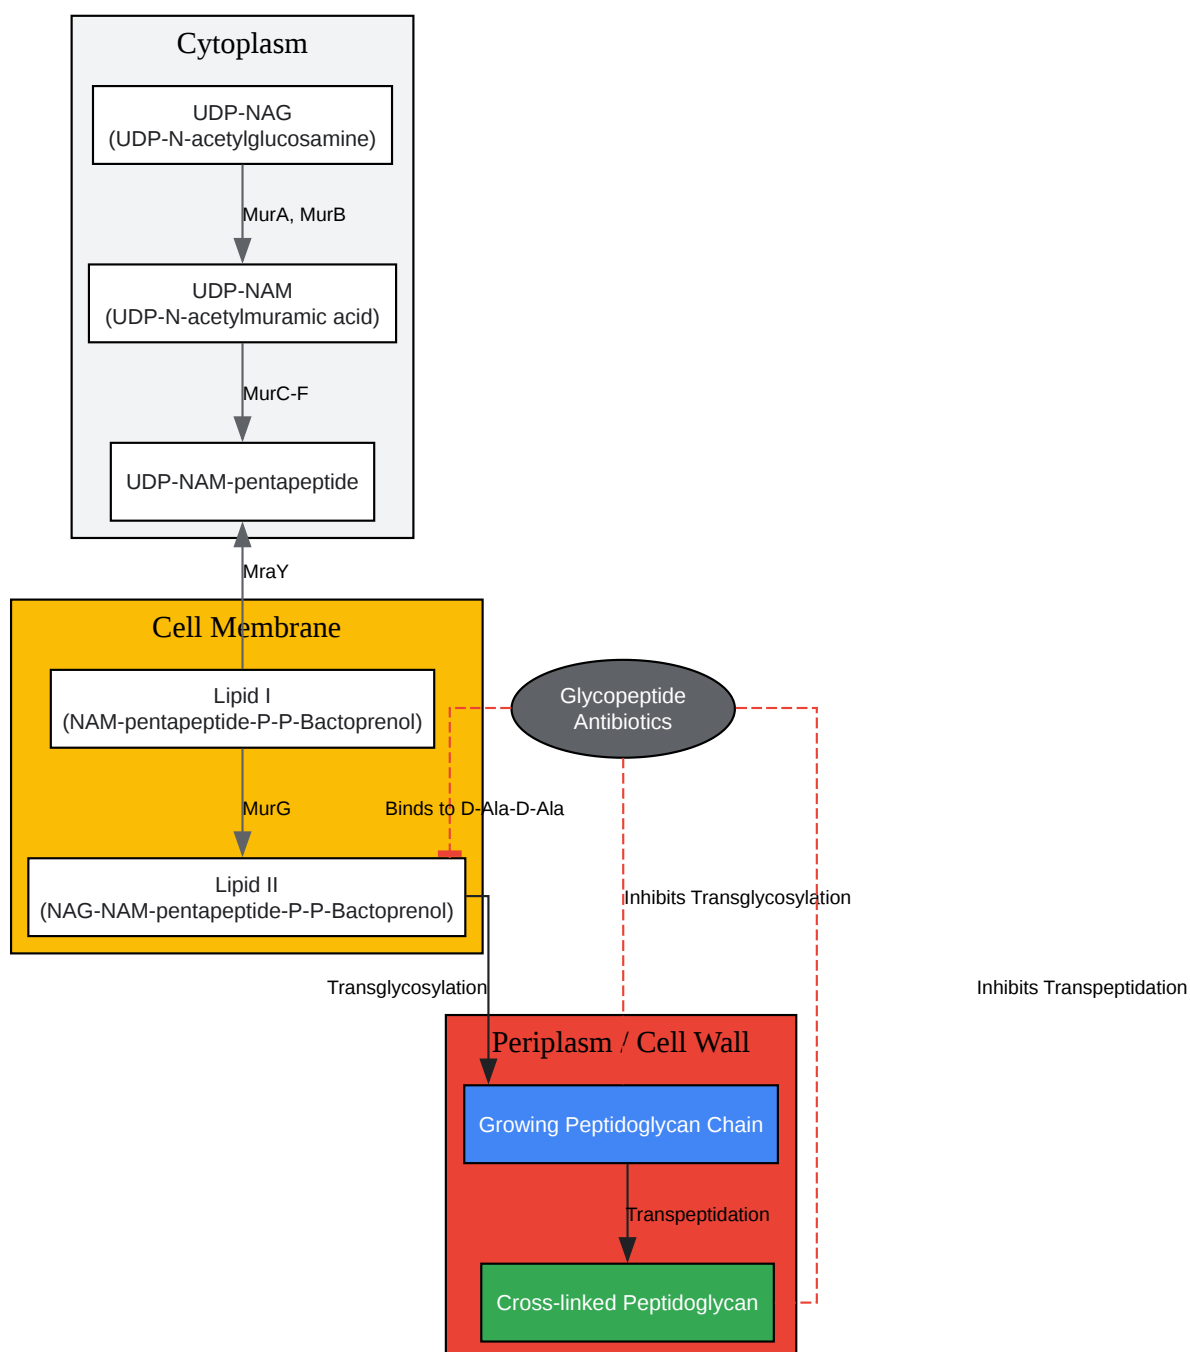 Cytoplasm
UDP-NAG
(UDP-N-acetylglucosamine)
MurA, MurB
UDP-NAM
(UDP-N-acetylmuramic acid)
MurC-F
UDP-NAM-pentapeptide
MraY
Cell Membrane
Lipid I
(NAM-pentapeptide-P-P-Bactoprenol)
Glycopeptide
Antibiotics
MurG
Binds to D-Ala-D-Ala
Lipid II
(NAG-NAM-pentapeptide-P-P-Bactoprenol)
Inhibits Transglycosylation
Transglycosylation
Inhibits Transpeptidation
Periplasm / Cell Wall
Growing Peptidoglycan Chain
Transpeptidation
Cross-linked Peptidoglycan